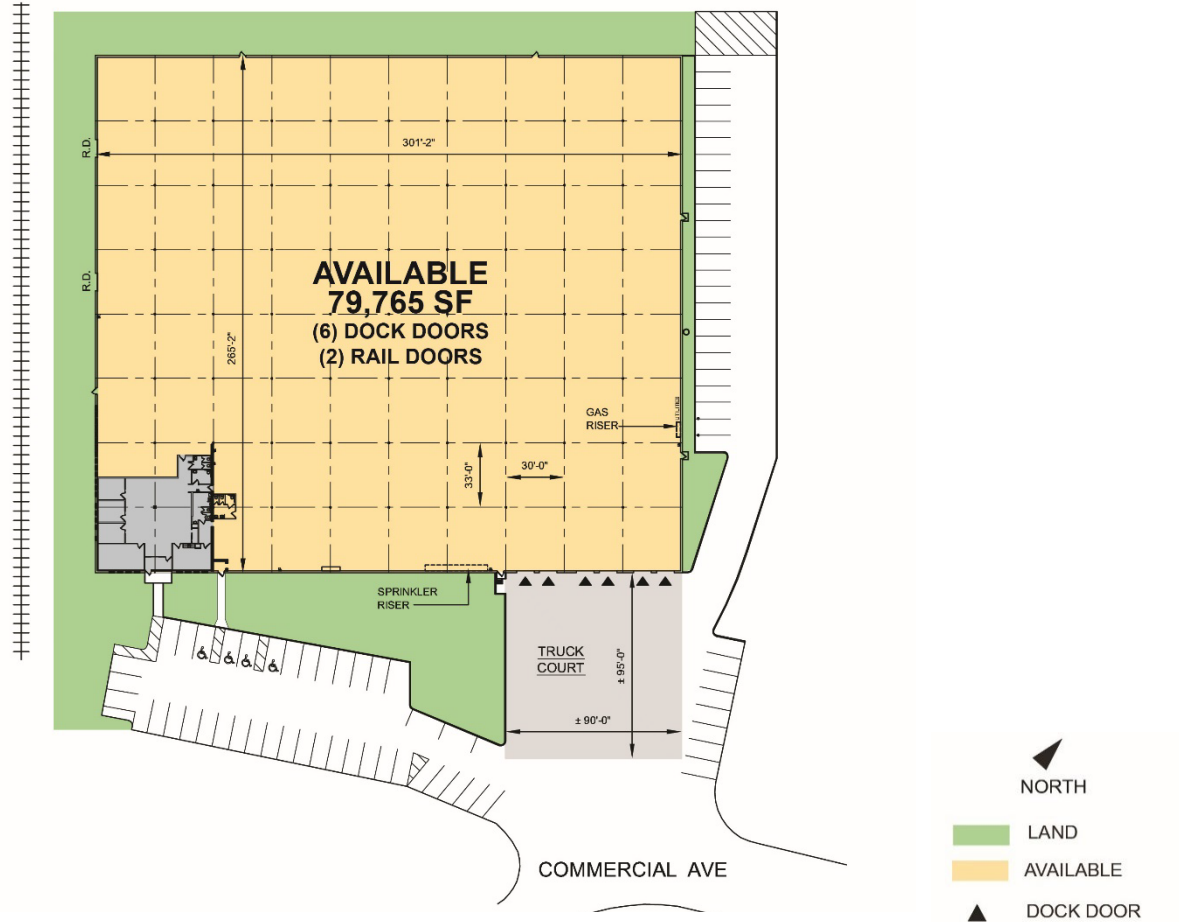 R.D.
301'-2"
R.D.
AVAILABLE
79,765 SF
(6) DOCK DOORS
(2) RAIL DOORS
265'-2"
GAS
RISER
UTILITIES
33'-0"
30'-0"
SPRINKLER
RISER
TRUCK
COURT
± 95'-0"
± 90'-0"
COMMERCIAL AVE
NORTH
LAND
AVAILABLE
DOCK DOOR